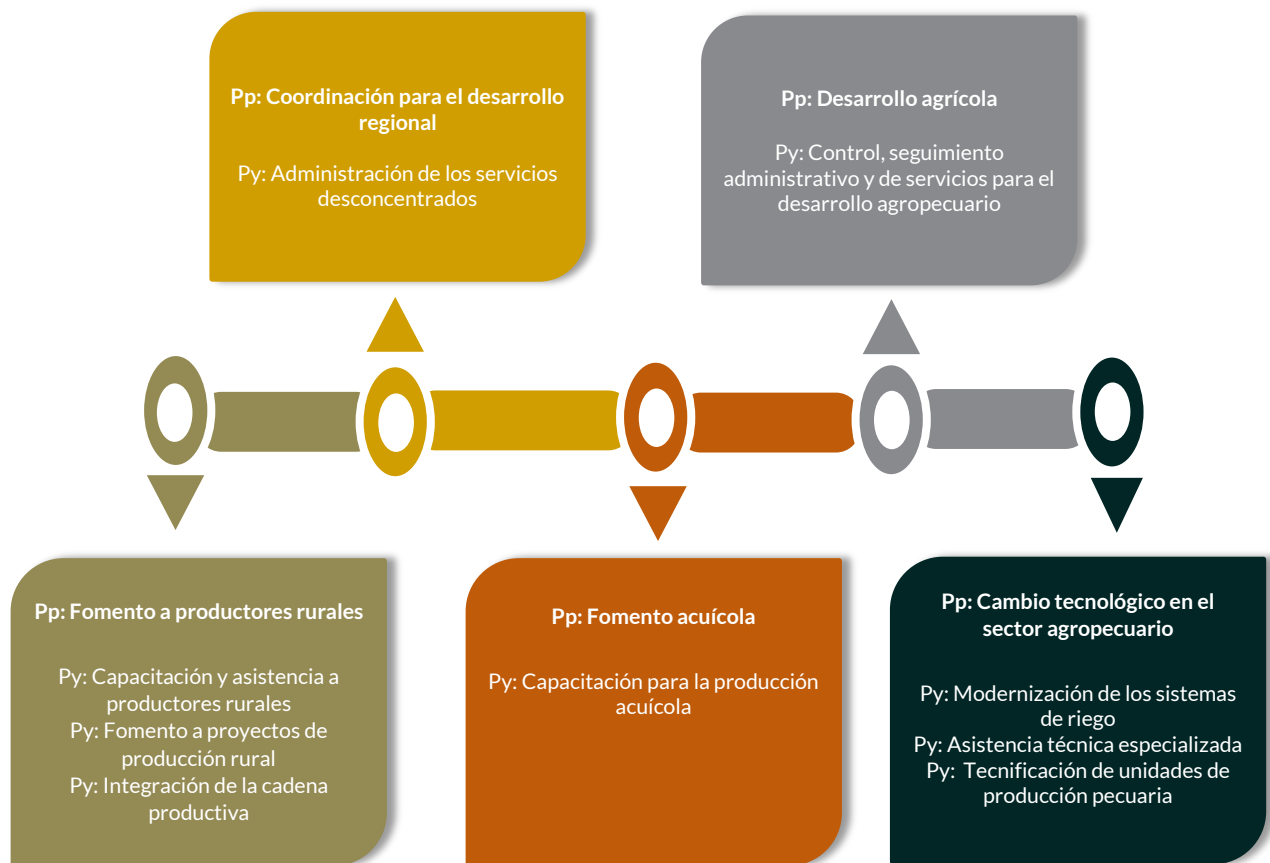 Pp: Coordinación para el desarrollo
regional
Py: Administración de los servicios
desconcentrados
Pp: Desarrollo agrícola
Py: Control, seguimiento
administrativo y de servicios para el
desarrollo agropecuario
Pp: Fomento a productores rurales
Py: Capacitación y asistencia a
productores rurales
Py: Fomento a proyectos de
producción rural
Py: Integración de la cadena
productiva
Pp: Fomento acuícola
Py: Capacitación para la producción
acuícola
Pp: Cambio tecnológico en el
sector agropecuario
Py: Modernización de los sistemas
de riego
Py: Asistencia técnica especializada
Py: Tecnificación de unidades de
producción pecuaria